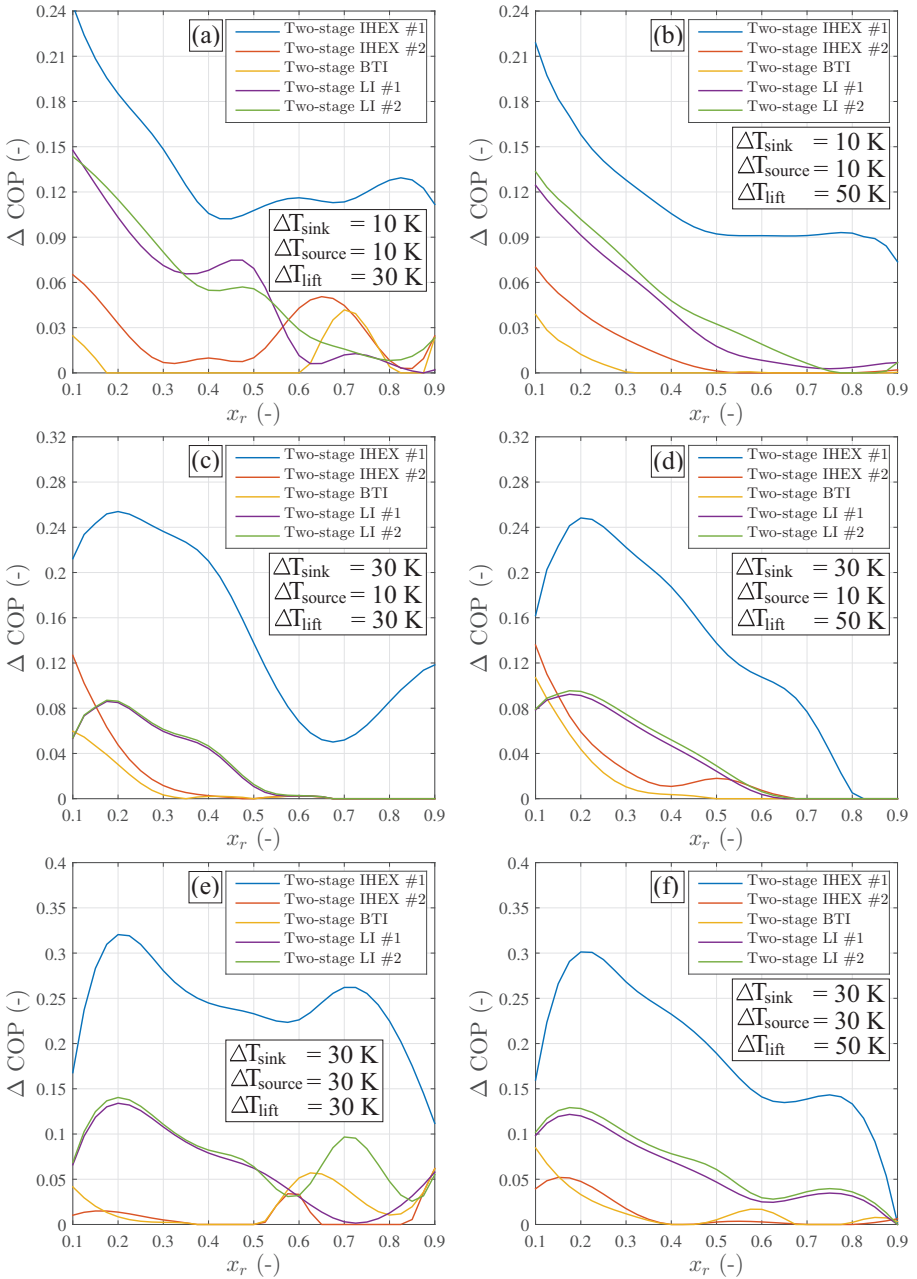 0.24
0.21
0.18
0.15
0.12
0.09
0.06
0.03
0
Δ COP (-)
(a)
Two-stage IHEX #1
Two-stage IHEX #2
Two-stage BTI
Two-stage LI #1
Two-stage LI #2
ΔT_sink = 10 K
ΔT_source = 10 K
ΔT_lift = 30 K
0.1 0.2 0.3 0.4 0.5 0.6 0.7 0.8 0.9
x_r (-)
0.24
0.21
0.18
0.15
0.12
0.09
0.06
0.03
0
Δ COP (-)
(b)
Two-stage IHEX #1
Two-stage IHEX #2
Two-stage BTI
Two-stage LI #1
Two-stage LI #2
ΔT_sink = 10 K
ΔT_source = 10 K
ΔT_lift = 50 K
0.1 0.2 0.3 0.4 0.5 0.6 0.7 0.8 0.9
x_r (-)
0.32
0.28
0.24
0.2
0.16
0.12
0.08
0.04
0
Δ COP (-)
(c)
Two-stage IHEX #1
Two-stage IHEX #2
Two-stage BTI
Two-stage LI #1
Two-stage LI #2
ΔT_sink = 30 K
ΔT_source = 10 K
ΔT_lift = 30 K
0.1 0.2 0.3 0.4 0.5 0.6 0.7 0.8 0.9
x_r (-)
0.32
0.28
0.24
0.2
0.16
0.12
0.08
0.04
0
Δ COP (-)
(d)
Two-stage IHEX #1
Two-stage IHEX #2
Two-stage BTI
Two-stage LI #1
Two-stage LI #2
ΔT_sink = 30 K
ΔT_source = 10 K
ΔT_lift = 50 K
0.1 0.2 0.3 0.4 0.5 0.6 0.7 0.8 0.9
x_r (-)
0.4
0.35
0.3
0.25
0.2
0.15
0.1
0.05
0
Δ COP (-)
(e)
Two-stage IHEX #1
Two-stage IHEX #2
Two-stage BTI
Two-stage LI #1
Two-stage LI #2
ΔT_sink = 30 K
ΔT_source = 30 K
ΔT_lift = 30 K
0.1 0.2 0.3 0.4 0.5 0.6 0.7 0.8 0.9
x_r (-)
0.4
0.35
0.3
0.25
0.2
0.15
0.1
0.05
0
Δ COP (-)
(f)
Two-stage IHEX #1
Two-stage IHEX #2
Two-stage BTI
Two-stage LI #1
Two-stage LI #2
ΔT_sink = 30 K
ΔT_source = 30 K
ΔT_lift = 50 K
0.1 0.2 0.3 0.4 0.5 0.6 0.7 0.8 0.9
x_r (-)